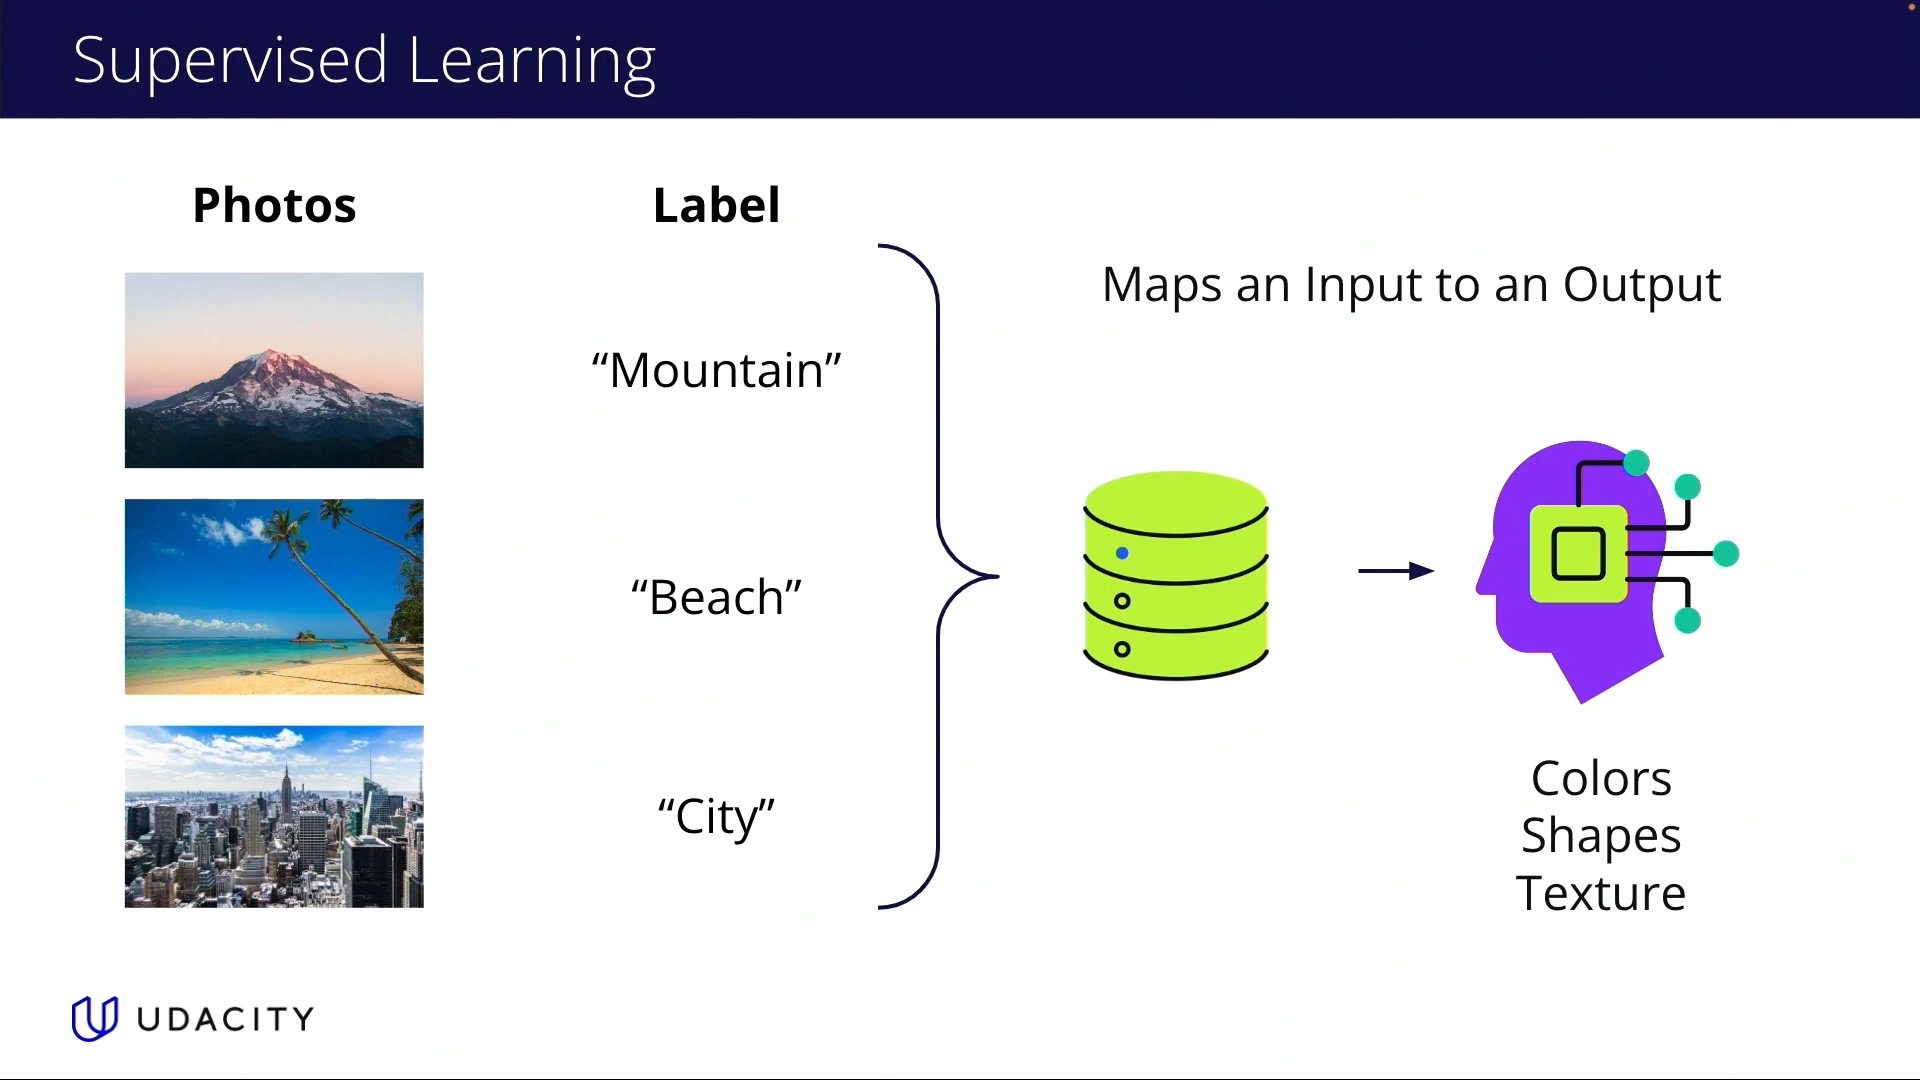 Supervised Learning
Photos
Label
“Mountain”
“Beach”
“City”
Maps an Input to an Output
Colors
Shapes
Texture
UDACITY